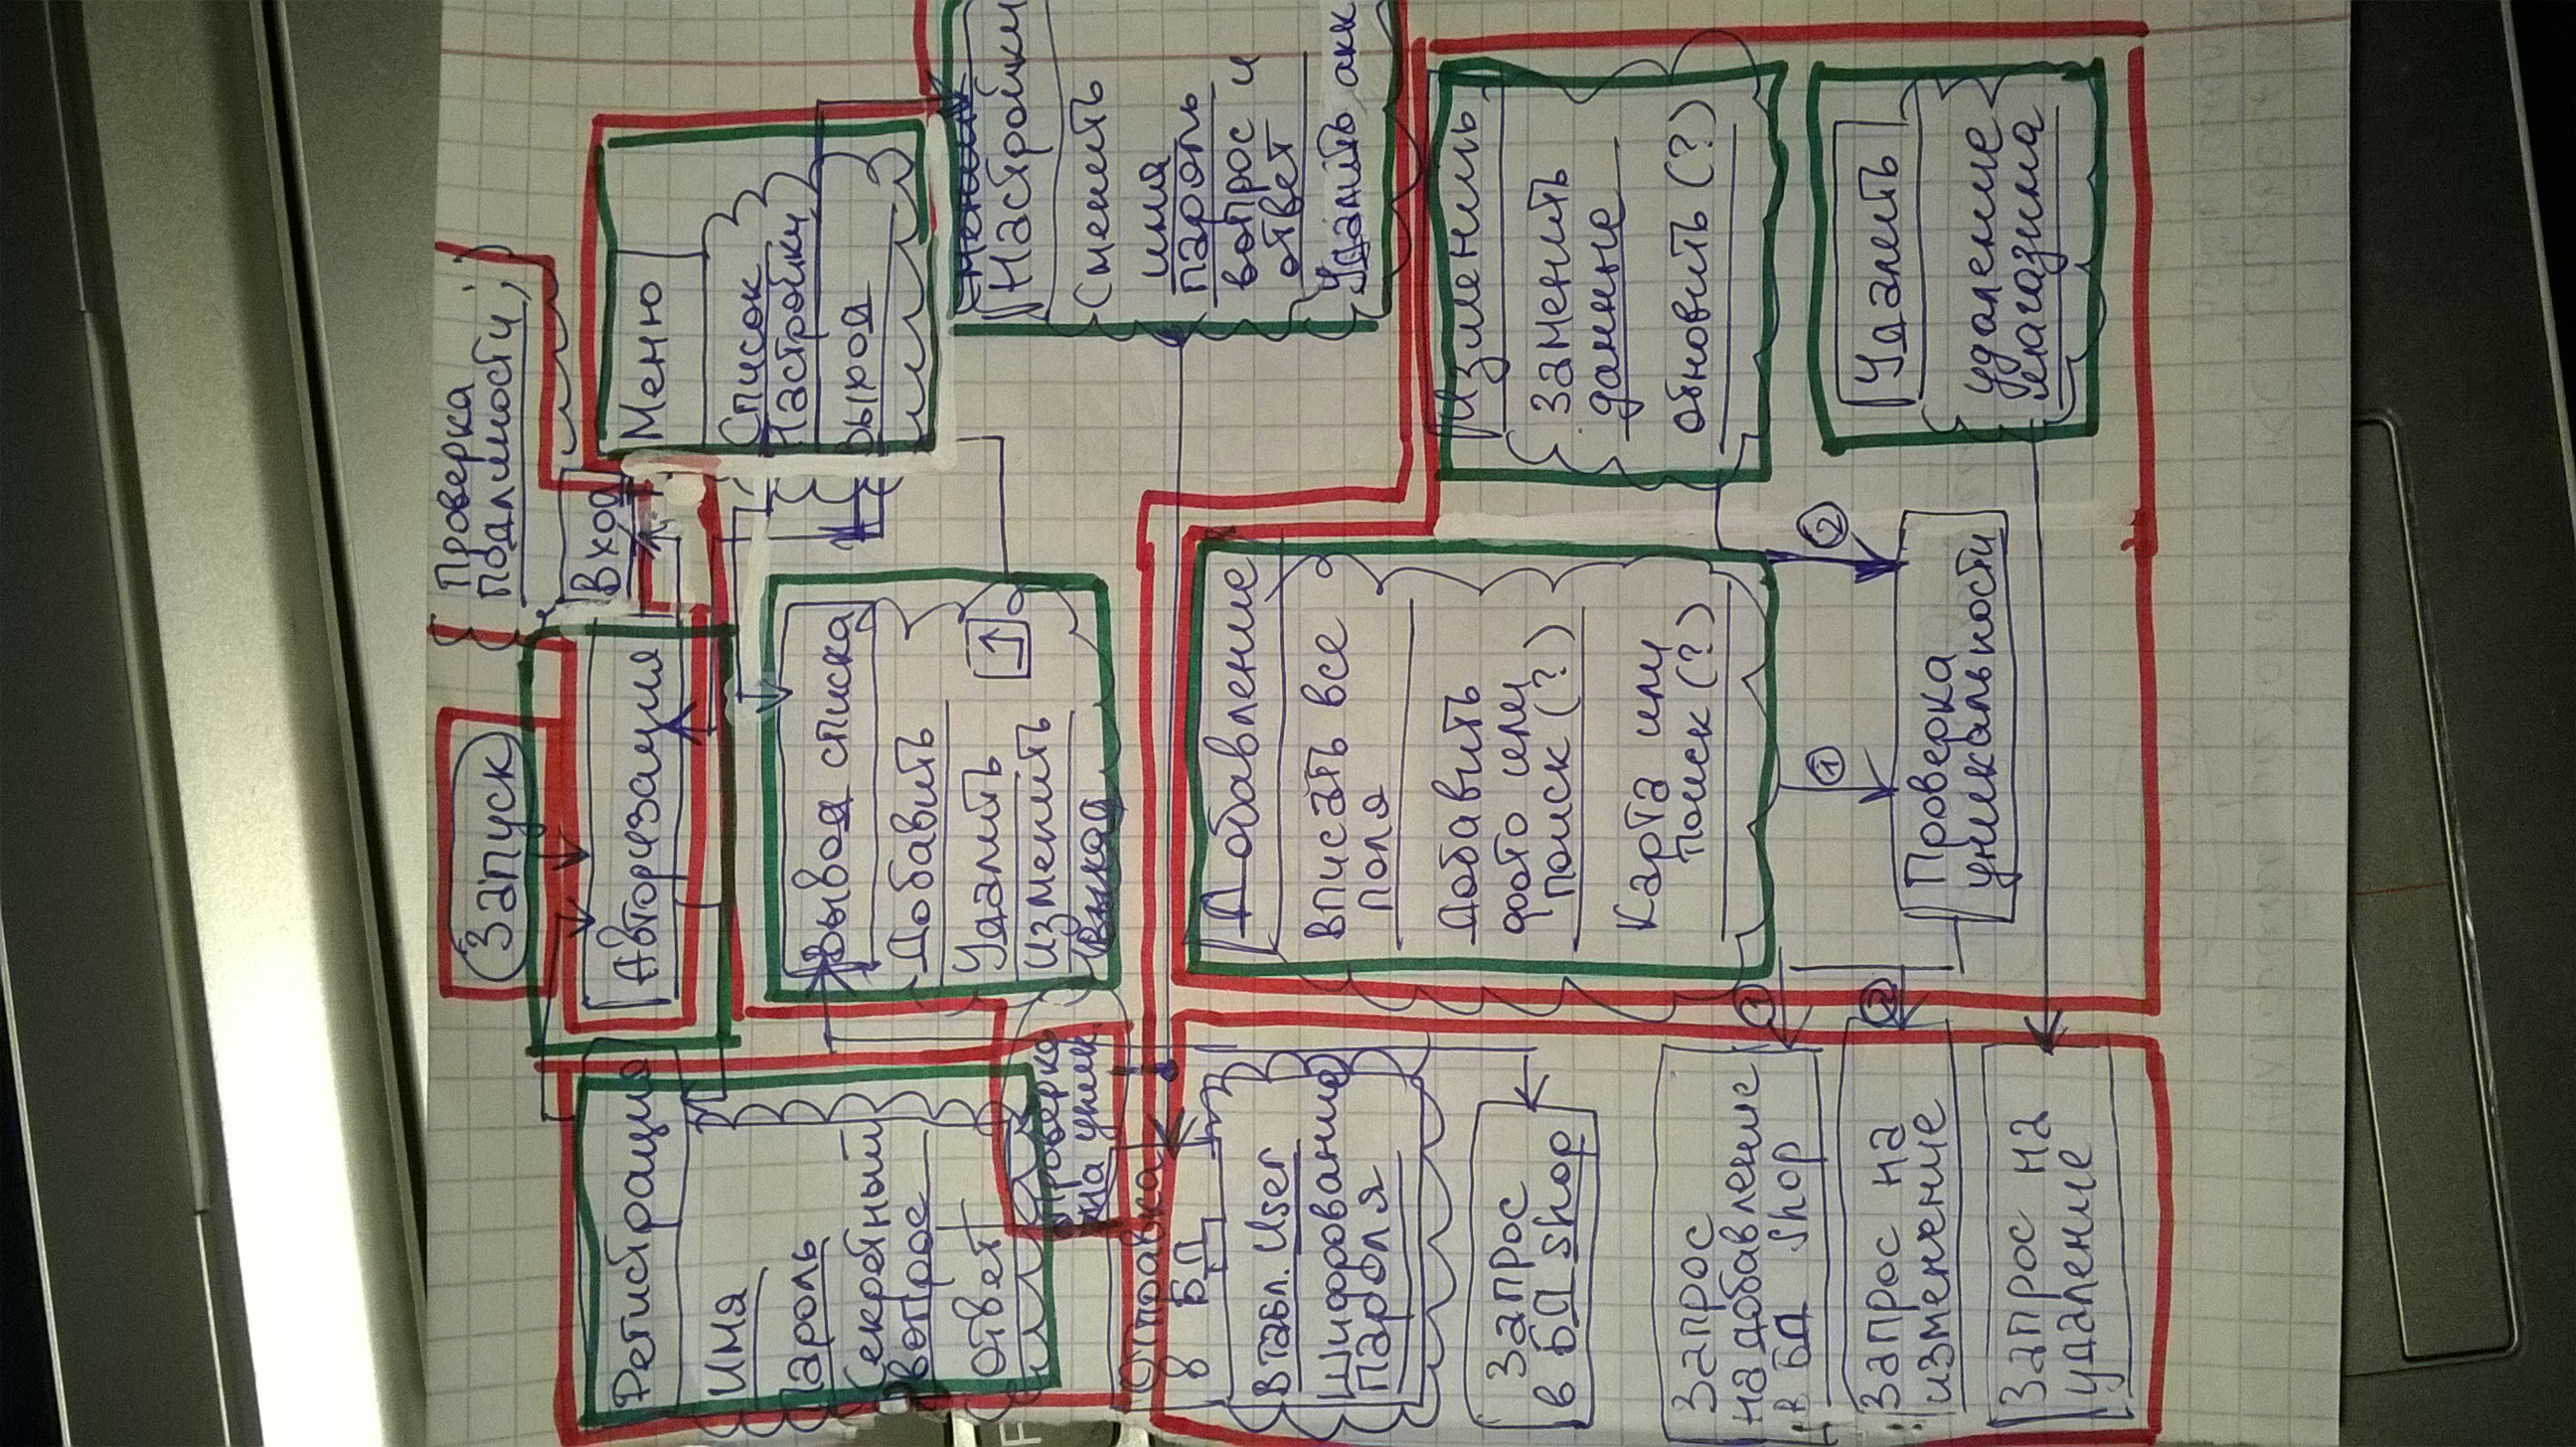 Запуск
Проверка
подлиности;
Вход
Авторизация
Регистрация
Имя
Пароль
Секретный
вопрос
Ответ
Проверка
на уник.
Меню
Список
Настройки
Выход
Вывод списка
Добавить
Удалить
Изменить
Выход
Настройки
Сменить
имя
пароль
вопрос и
ответ
Удалить акк
Отправка
в БД
В табл. User
Шифрование
пароля
Запрос
в БД Shop
Запрос
на добавление
в БД Shop
Запрос на
изменение
Запрос на
удаление
Добавление
Вписать все
поля
Добавить
фото или
поиск (?)
Карта или
поиск (?)
1
2
1
2
Проверка
уникальности
Изменить
Заменить
данные
обновить (?)
Удалить
удаление
магазина